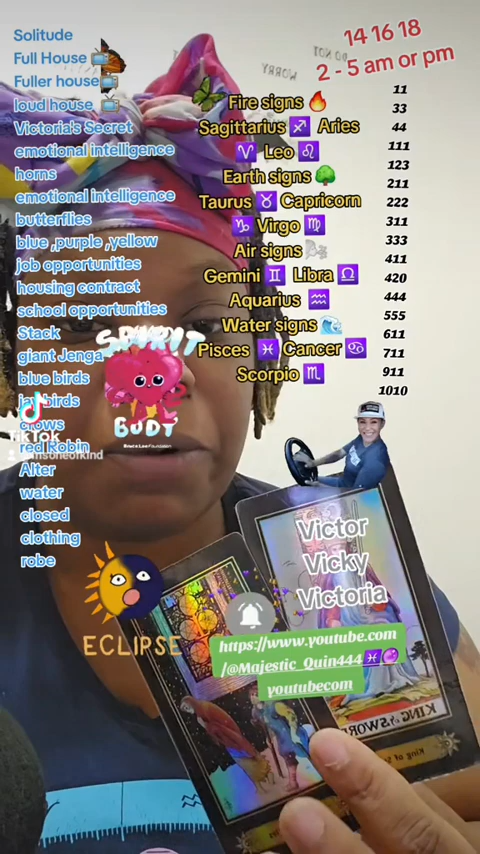 Solitude
Full House 📺
Fuller house📺
loud house 📺
Victoria's Secret
emotional intelligence
horns
emotional intelligence
butterflies
blue ,purple ,yellow
job opportunities
housing contract
school opportunities
Stack
giant Jenga
blue birds
jay birds
crows
red Robin
Alter
water
closed
clothing
robe
TikTok
14 16 18
2 - 5 am or pm
DO NOT
WORRY
Fire signs 🔥
Sagittarius ♐ Aries
♈ Leo ♌
Earth signs 🌳
Taurus ♉ Capricorn
♑ Virgo ♍
Air signs 🌬️
Gemini ♊ Libra ♎
Aquarius ♒
Water signs 🌊
Pisces ♓ Cancer ♋
Scorpio ♏
11
33
44
111
123
211
222
311
333
411
420
444
555
611
711
911
1010
SPIRIT
BODY
ECLIPSE
Victor
Vicky
Victoria
https://www.youtube.com
/@Majestic_Quin444♓🔮
youtubecom
KING of SWORDS